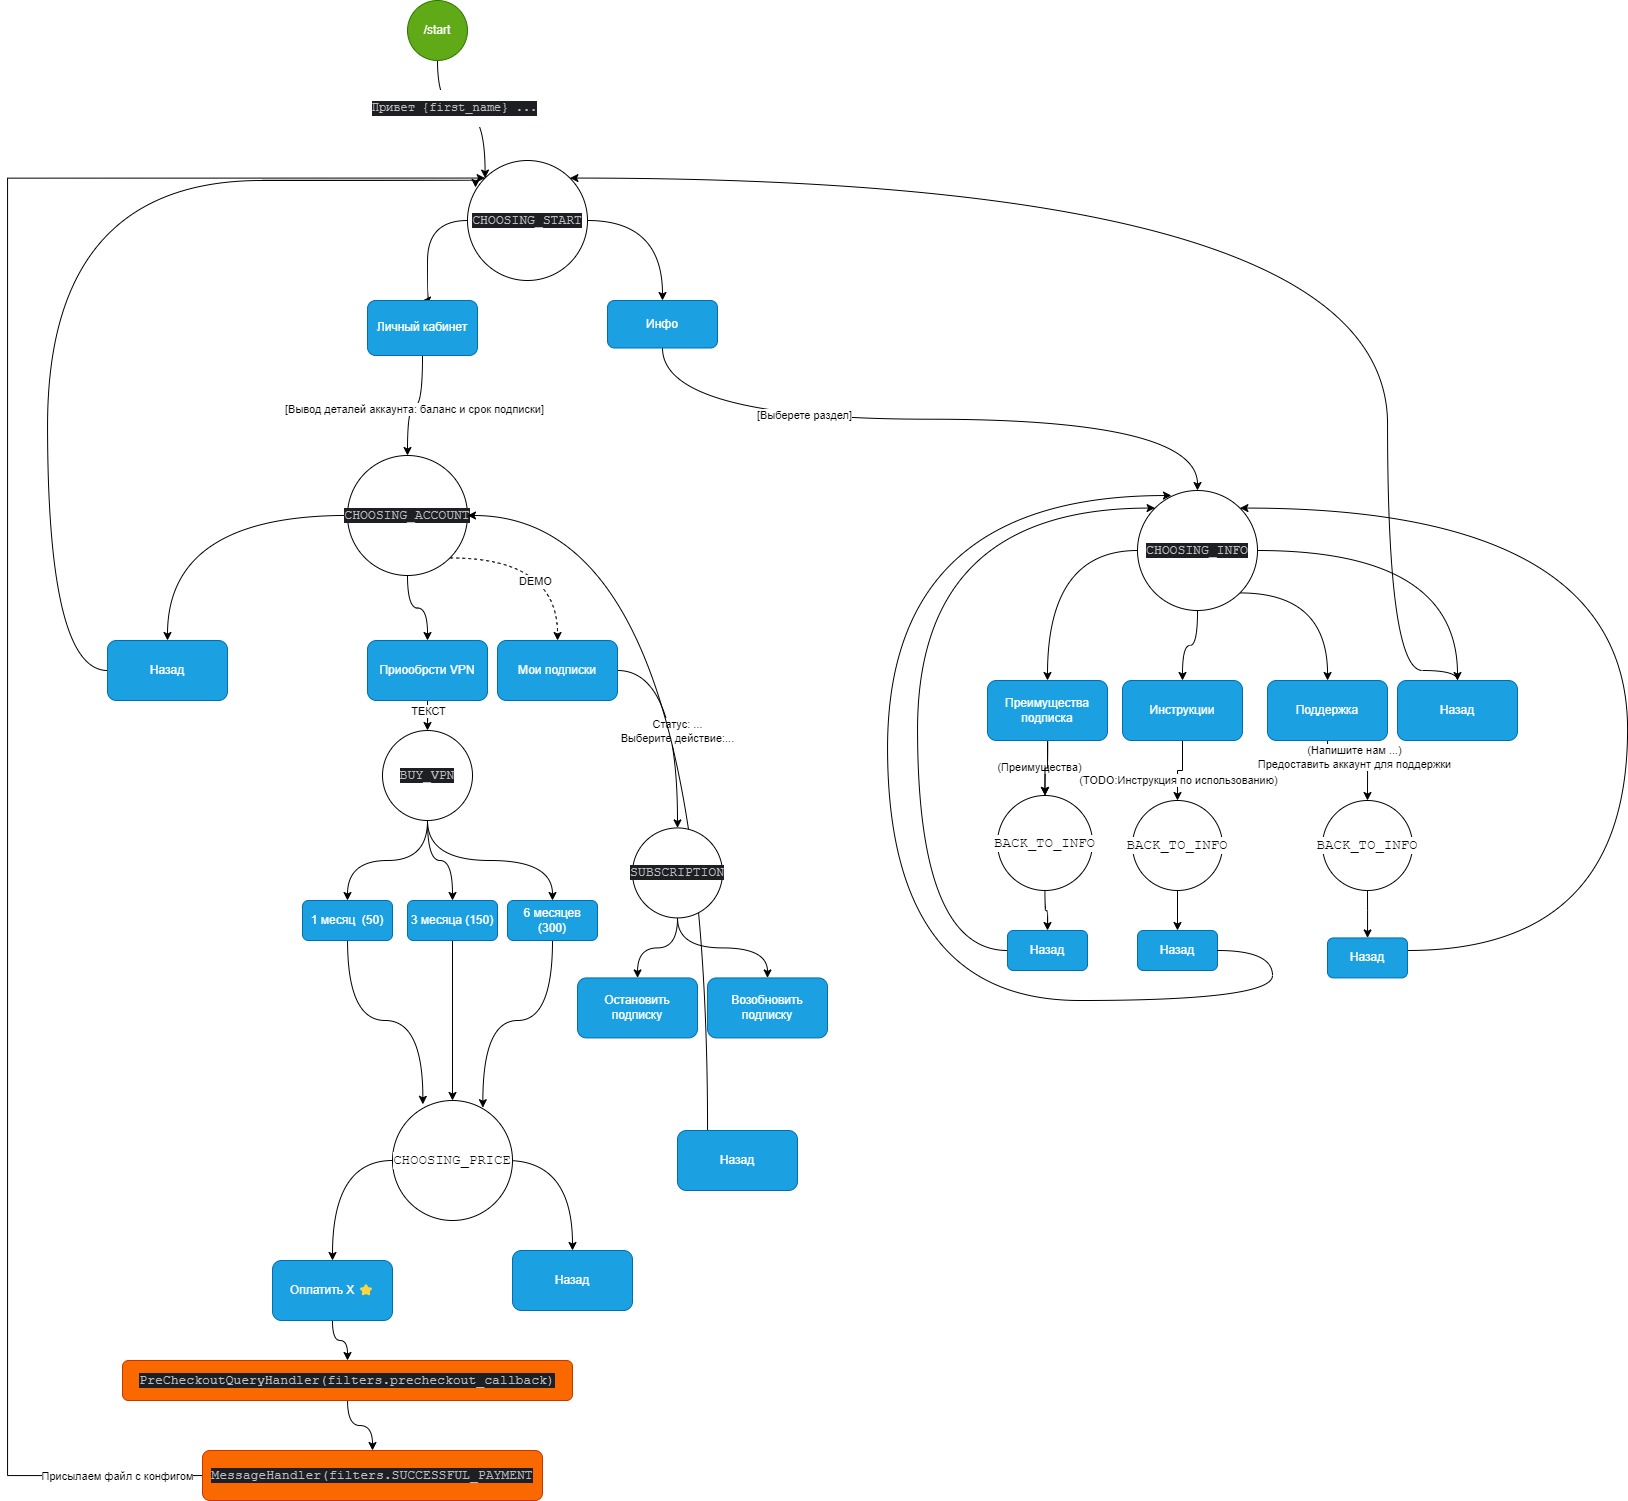 /start
Привет {first_name} ...
CHOOSING_START
Личный кабинет
Инфо
[Вывод деталей аккаунта: баланс и срок подписки]
[Выберете раздел]
CHOOSING_ACCOUNT
CHOOSING_INFO
DEMO
Назад
Приообрсти VPN
Мои подписки
Преимущества
подписка
Инструкции
Поддержка
Назад
ТЕКСТ
Статус: ...
Выберите действие:...
(Преимущества)
(TODO:Инструкция по использованию)
(Напишите нам ...)
Предоставить аккаунт для поддержки
BUY_VPN
BACK_TO_INFO
BACK_TO_INFO
BACK_TO_INFO
SUBSCRIPTION
1 месяц (50)
3 месяца (150)
6 месяцев
(300)
Назад
Назад
Назад
Остановить
подписку
Возобновить
подписку
CHOOSING_PRICE
Назад
Оплатить X ⭐
Назад
PreCheckoutQueryHandler(filters.precheckout_callback)
Присылаем файл с конфигом
MessageHandler(filters.SUCCESSFUL_PAYMENT